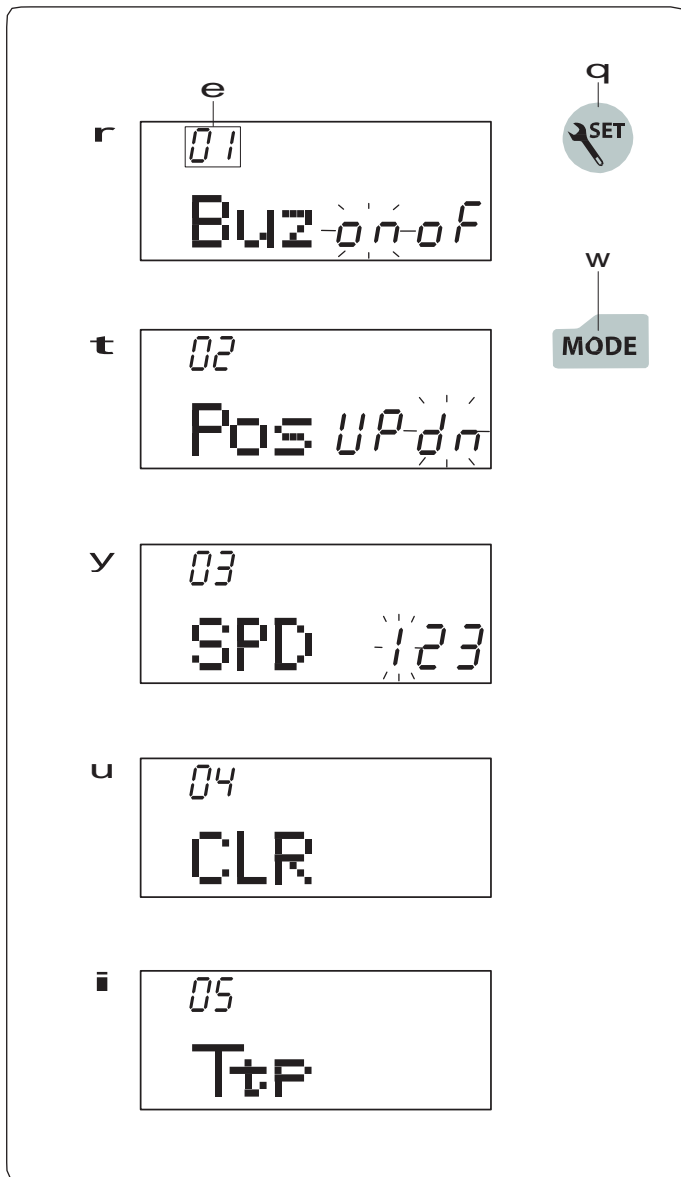 e
r
01
Buz on oF
t
02
Pos UP dn
y
03
SPD 123
u
04
CLR
i
05
Ttp
q
SET
w
MODE